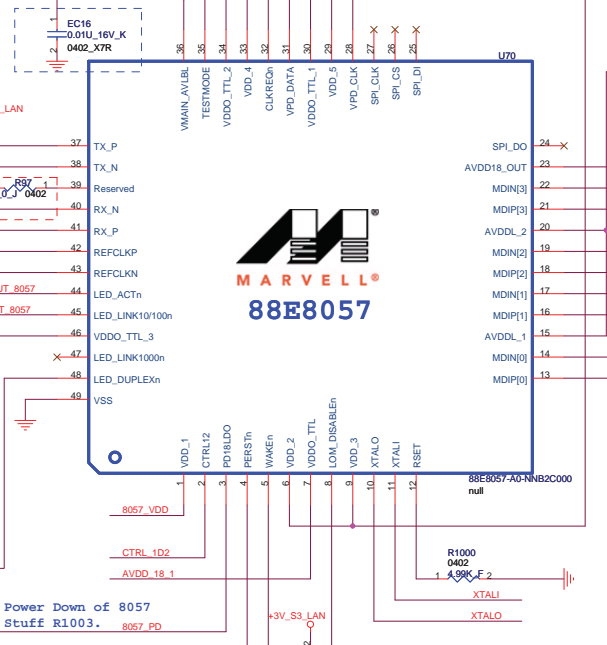 EC16
0.01U_16V_K
0402_X7R
1
2
_LAN
36
35
34
33
32
31
30
29
28
27
26
25
U70
VMAIN_AVLBL
TESTMODE
VDDO_TTL_2
VDD_4
CLKREQn
VPD_DATA
VDDO_TTL_1
VDD_5
VPD_CLK
SPI_CLK
SPI_CS
SPI_DI
37 TX_P
38 TX_N
39 Reserved
40 RX_N
41 RX_P
42 REFCLKP
43 REFCLKN
44 LED_ACTn
45 LED_LINK10/100n
46 VDDO_TTL_3
47 LED_LINK1000n
48 LED_DUPLEXn
49 VSS
R97
1
0_J 0402
UT_8057
T_8057
SPI_DO 24
AVDD18_OUT 23
MDIN[3] 22
MDIP[3] 21
AVDDL_2 20
MDIN[2] 19
MDIP[2] 18
MDIN[1] 17
MDIP[1] 16
AVDDL_1 15
MDIN[0] 14
MDIP[0] 13
MARVELL®
88E8057
VDD_1
CTRL12
PD18LDO
PERSTn
WAKEn
VDD_2
VDDO_TTL
LOM_DISABLEn
VDD_3
XTALO
XTALI
RSET
1
2
3
4
5
6
7
8
9
10
11
12
88E8057-A0-NNB2C000
null
8057_VDD
CTRL_1D2
AVDD_18_1
R1000
0402
1 4.99K_F 2
XTALI
XTALO
Power Down of 8057
Stuff R1003.
8057_PD
+3V_S3_LAN
2